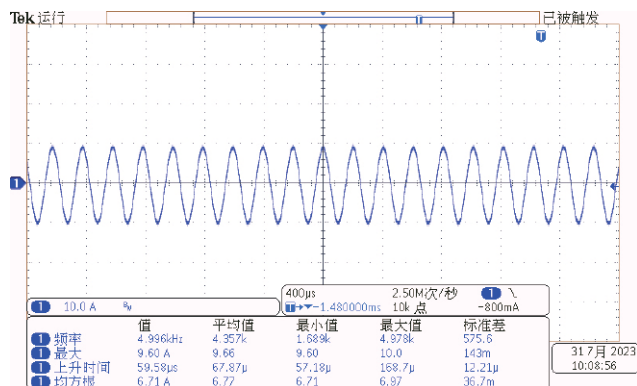 Tek 运行 已被触发
T
T
1
400μs 2.50M次/秒 1
1 10.0 A T→▼-1.480000ms 10k 点 -800mA
值 平均值 最小值 最大值 标准差
1 频率 4.996kHz 4.357k 1.689k 4.978k 575.6
1 最大 9.60 A 9.66 9.60 10.0 143m
1 上升时间 59.58μs 67.87μ 57.18μ 168.7μ 12.21μ
1 均方根 6.71 A 6.77 6.71 6.97 36.7m
31 7月 2023
10:08:56